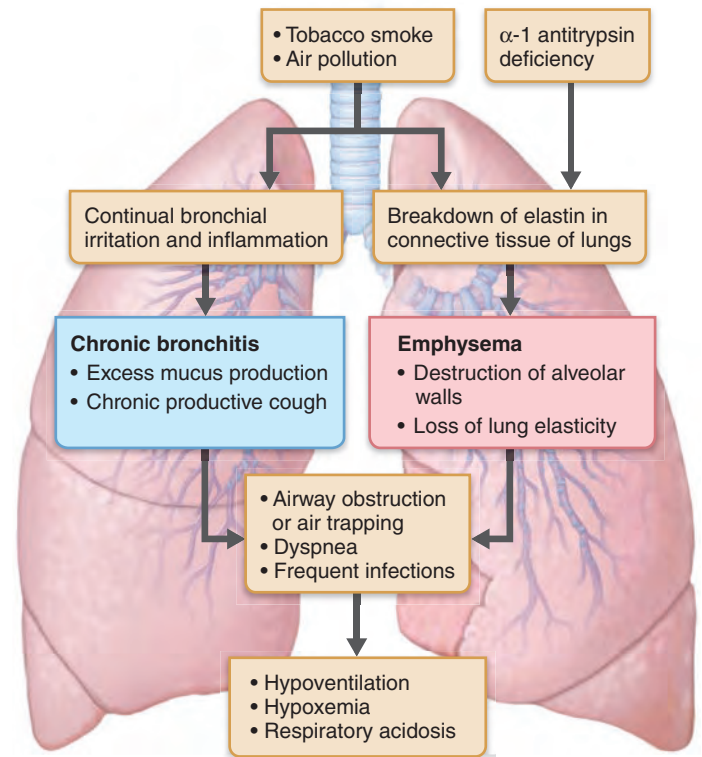 • Tobacco smoke
• Air pollution
α-1 antitrypsin
deficiency
Continual bronchial
irritation and inflammation
Breakdown of elastin in
connective tissue of lungs
Chronic bronchitis
• Excess mucus production
• Chronic productive cough
Emphysema
• Destruction of alveolar
walls
• Loss of lung elasticity
• Airway obstruction
or air trapping
• Dyspnea
• Frequent infections
• Hypoventilation
• Hypoxemia
• Respiratory acidosis